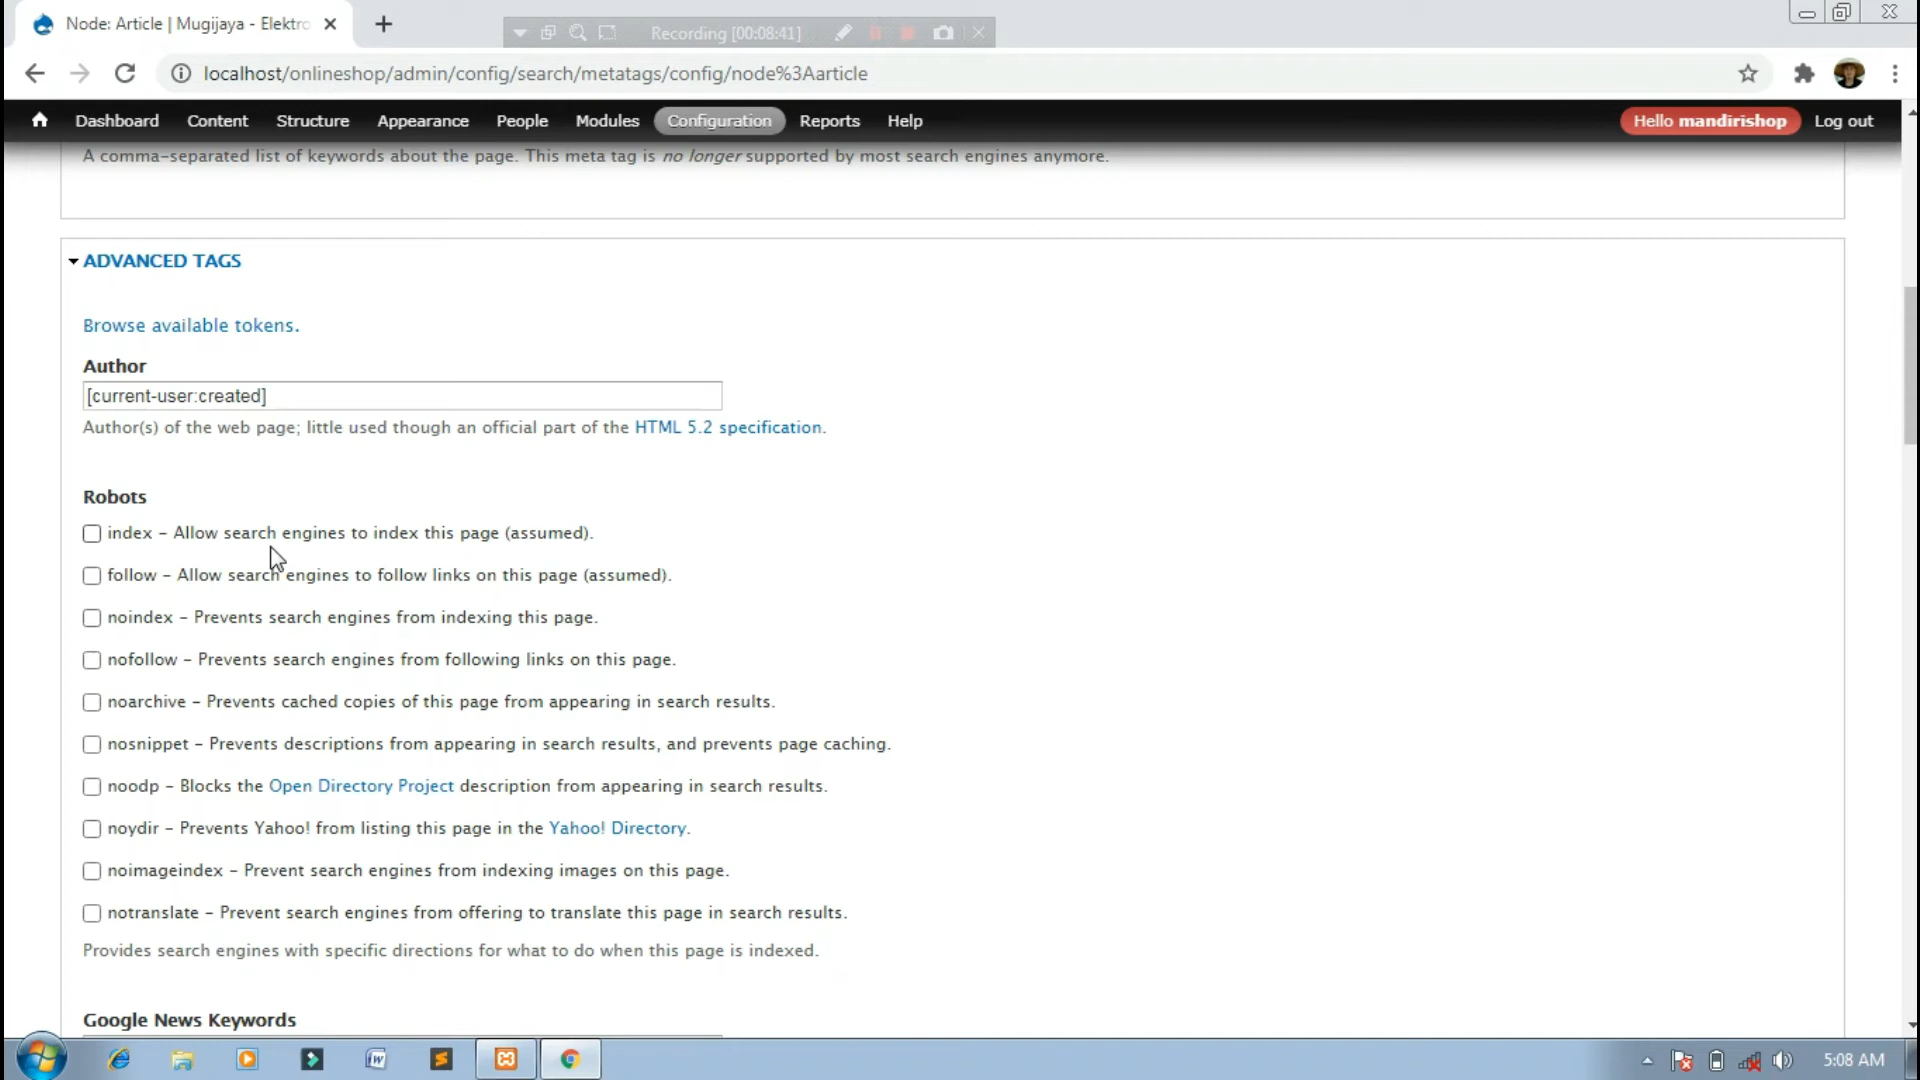 Node: Article | Mugijaya - Elektro
Recording [00:08:41]
localhost/onlineshop/admin/config/search/metatags/config/node%3Aarticle
Dashboard Content Structure Appearance People Modules Configuration Reports Help Hello mandirishop Log out
A comma-separated list of keywords about the page. This meta tag is no longer supported by most search engines anymore.
ADVANCED TAGS
Browse available tokens.
Author
[current-user:created]
Author(s) of the web page; little used though an official part of the HTML 5.2 specification.
Robots
index - Allow search engines to index this page (assumed).
follow - Allow search engines to follow links on this page (assumed).
noindex - Prevents search engines from indexing this page.
nofollow - Prevents search engines from following links on this page.
noarchive - Prevents cached copies of this page from appearing in search results.
nosnippet - Prevents descriptions from appearing in search results, and prevents page caching.
noodp - Blocks the Open Directory Project description from appearing in search results.
noydir - Prevents Yahoo! from listing this page in the Yahoo! Directory.
noimageindex - Prevent search engines from indexing images on this page.
notranslate - Prevent search engines from offering to translate this page in search results.
Provides search engines with specific directions for what to do when this page is indexed.
Google News Keywords
5:08 AM